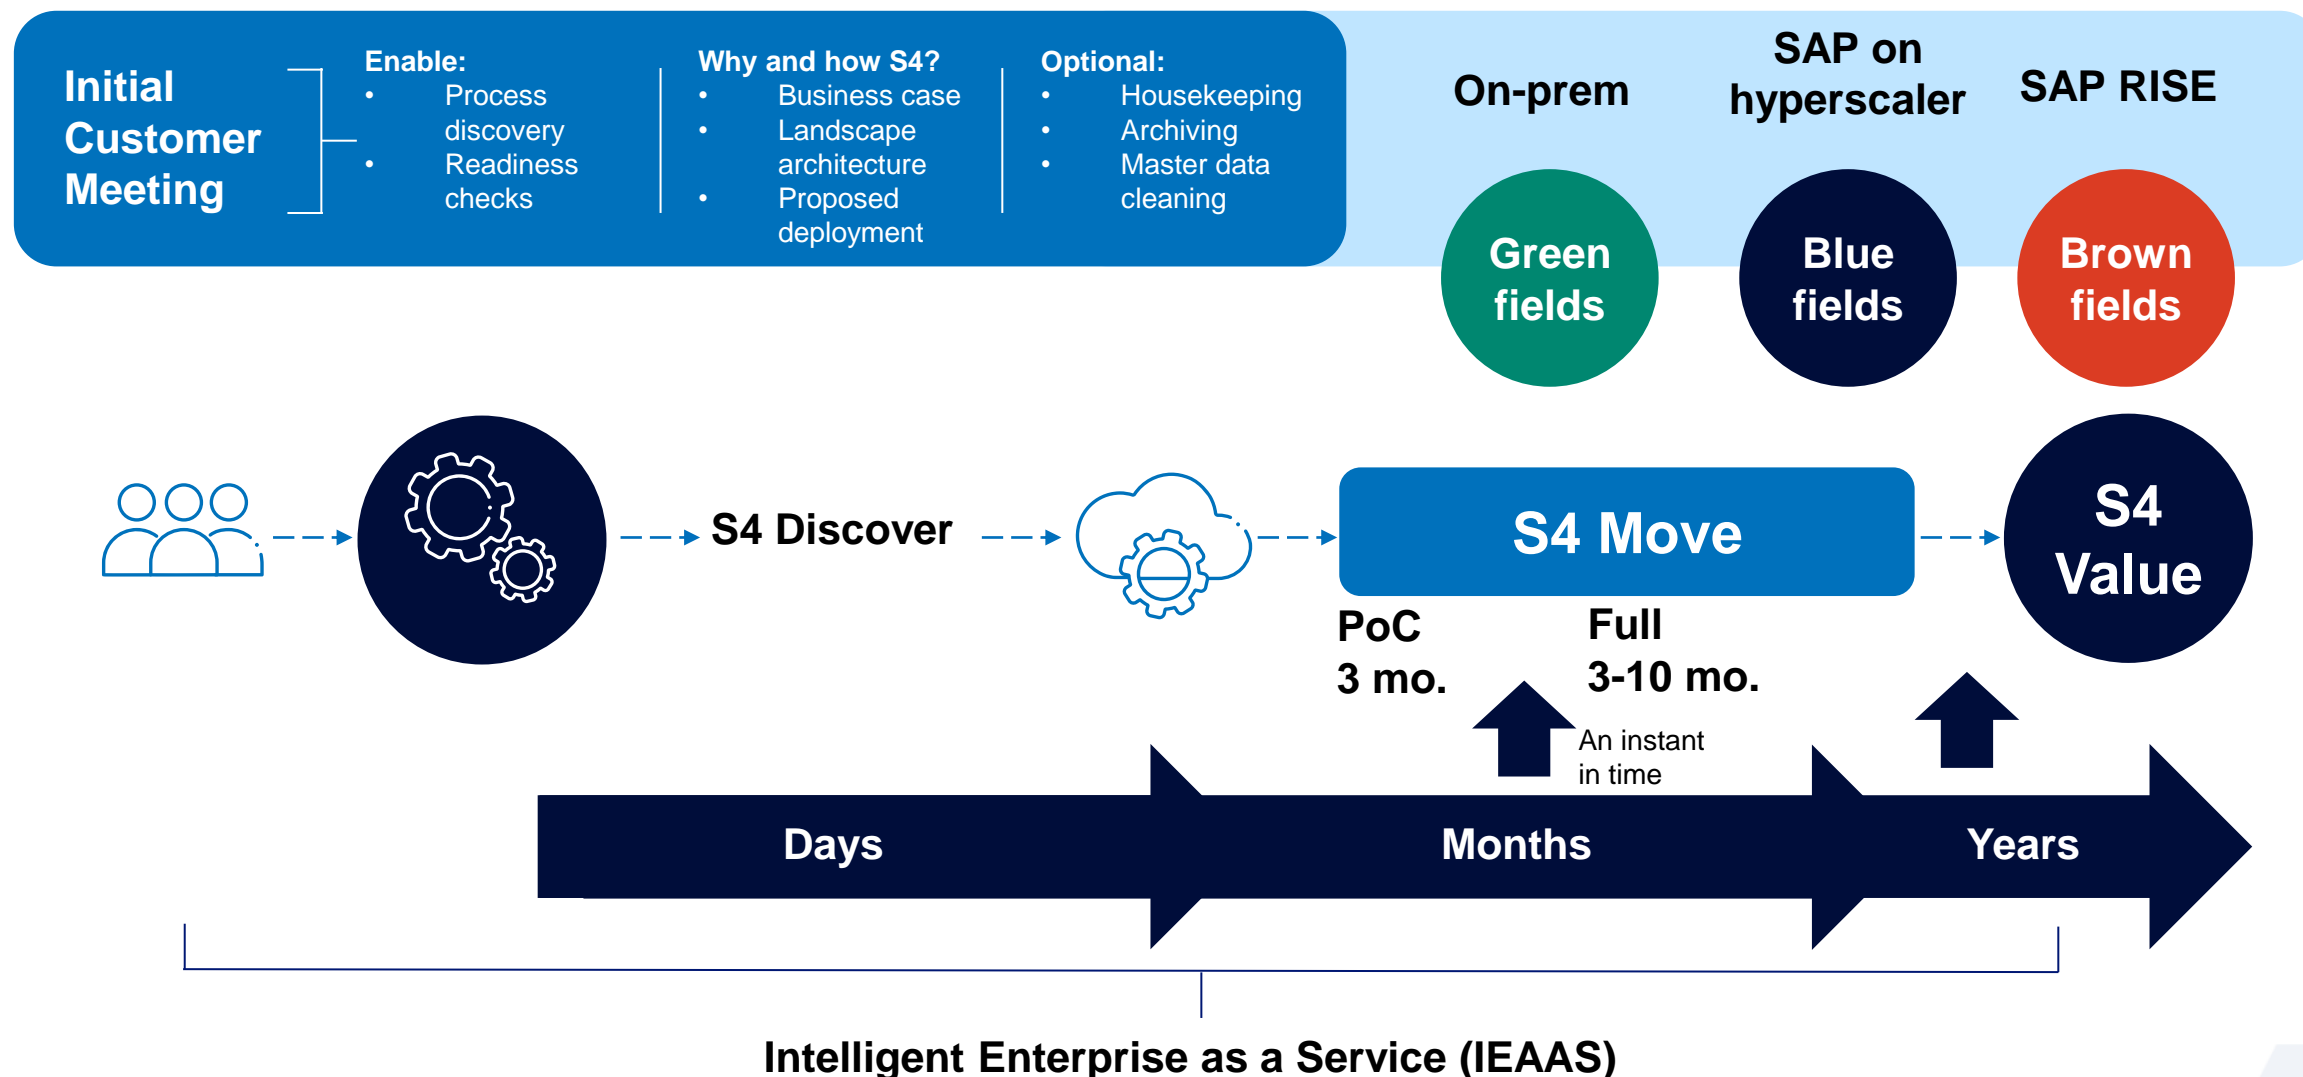 Initial
Customer
Meeting
Enable:
• Process
discovery
• Readiness
checks
Why and how S4?
• Business case
• Landscape
architecture
• Proposed
deployment
Optional:
• Housekeeping
• Archiving
• Master data
cleaning
On-prem
SAP on
hyperscaler
SAP RISE
Green
fields
Blue
fields
Brown
fields
S4 Discover
S4 Move
S4
Value
PoC
3 mo.
Full
3-10 mo.
An instant
in time
Days
Months
Years
Intelligent Enterprise as a Service (IEAAS)